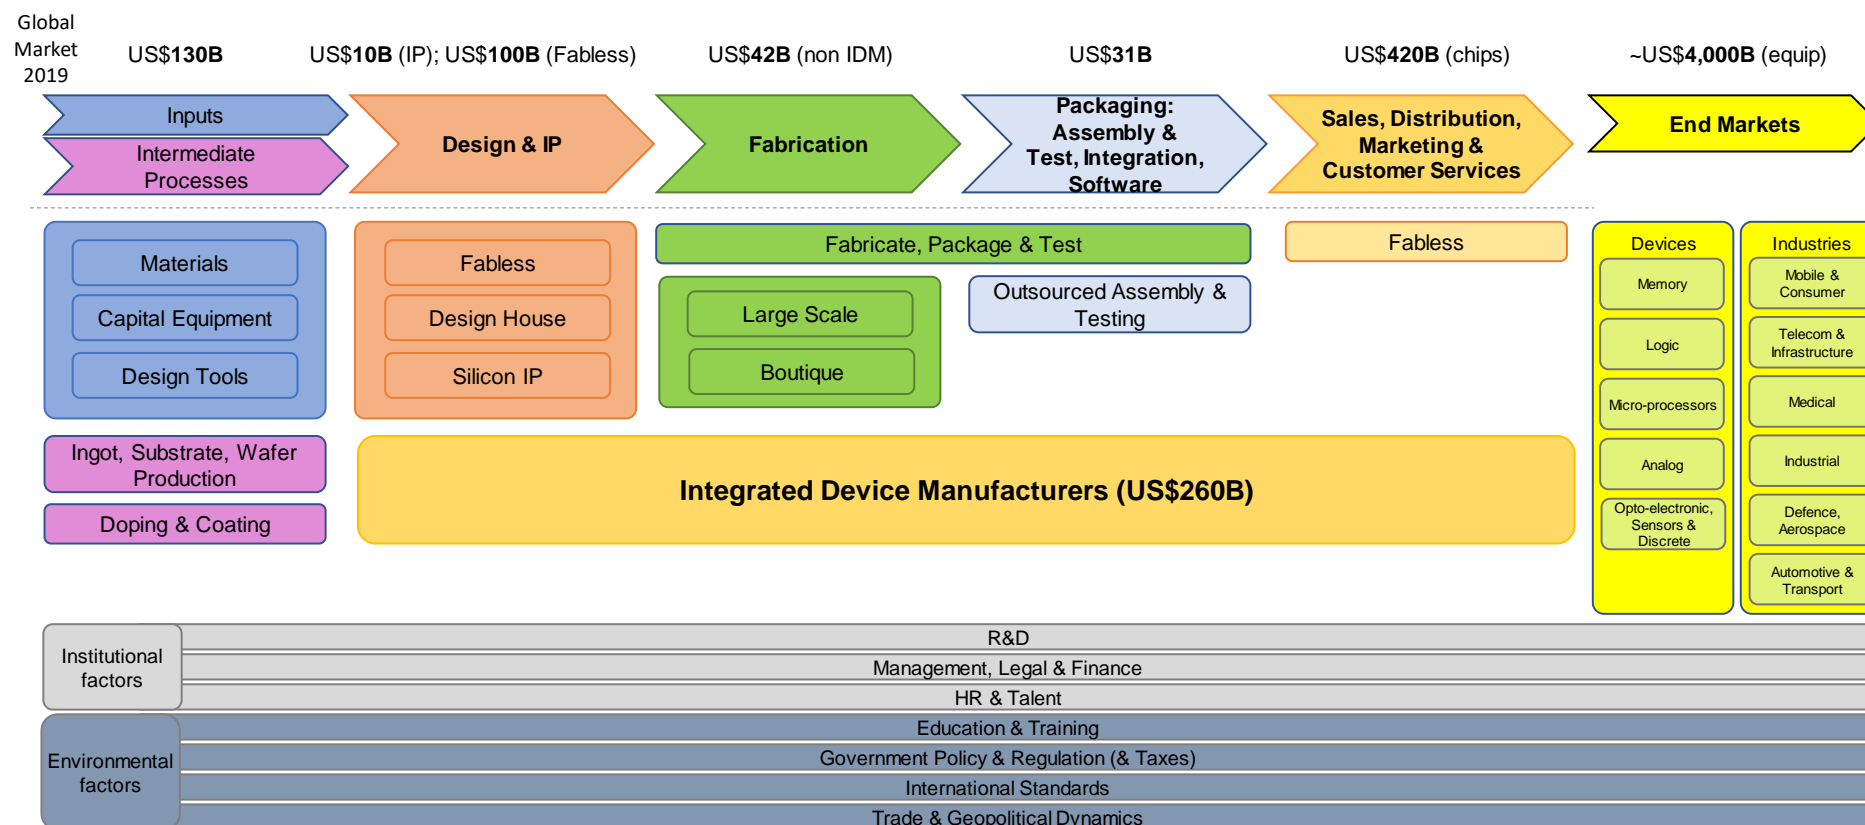 Global
Market
2019
US$130B
US$10B (IP); US$100B (Fabless)
US$42B (non IDM)
US$31B
US$420B (chips)
~US$4,000B (equip)
Inputs
Intermediate
Processes
Design & IP
Fabrication
Packaging:
Assembly &
Test, Integration,
Software
Sales, Distribution,
Marketing &
Customer Services
End Markets
Materials
Capital Equipment
Design Tools
Fabless
Design House
Silicon IP
Fabricate, Package & Test
Large Scale
Boutique
Outsourced Assembly &
Testing
Fabless
Ingot, Substrate, Wafer
Production
Doping & Coating
Integrated Device Manufacturers (US$260B)
Devices
Memory
Logic
Micro-processors
Analog
Opto-electronic,
Sensors &
Discrete
Industries
Mobile &
Consumer
Telecom &
Infrastructure
Medical
Industrial
Defence,
Aerospace
Automotive &
Transport
Institutional
factors
R&D
Management, Legal & Finance
HR & Talent
Environmental
factors
Education & Training
Government Policy & Regulation (& Taxes)
International Standards
Trade & Geopolitical Dynamics